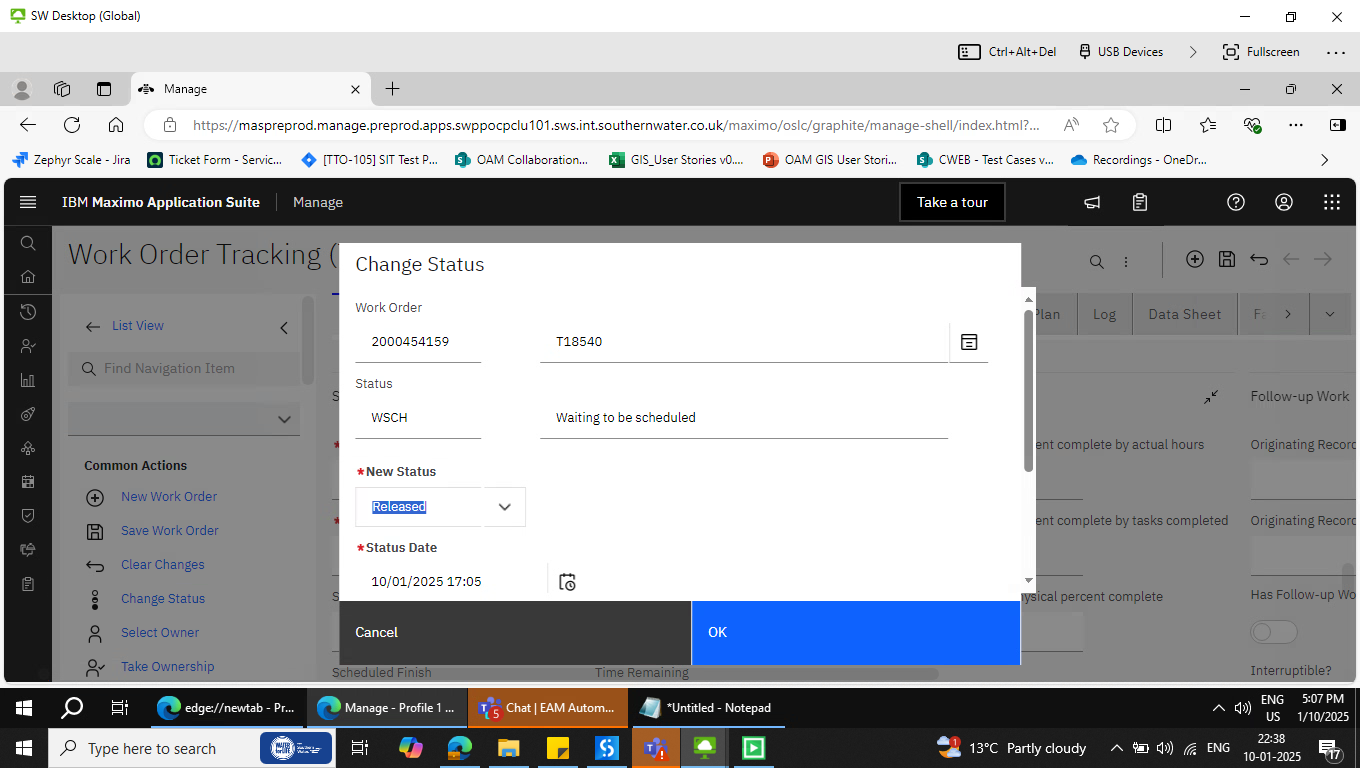 SW Desktop (Global)
Ctrl+Alt+Del
USB Devices
Fullscreen
Manage
https://maspreprod.manage.preprod.apps.swppocpclu101.sws.int.southernwater.co.uk/maximo/oslc/graphite/manage-shell/index.html?...
Zephyr Scale - Jira
Ticket Form - Servic...
[TTO-105] SIT Test P...
OAM Collaboration...
GIS_User Stories v0....
OAM GIS User Stori...
CWEB - Test Cases v...
Recordings - OneDr...
IBM Maximo Application Suite
Manage
Take a tour
Work Order Tracking (
List View
Find Navigation Item
Common Actions
New Work Order
Save Work Order
Clear Changes
Change Status
Select Owner
Take Ownership
Change Status
Work Order
2000454159
T18540
Status
WSCH
Waiting to be scheduled
*New Status
Released
*Status Date
10/01/2025 17:05
Cancel
OK
Plan
Log
Data Sheet
Fa
Follow-up Work
ent complete by actual hours
Originating Record
ent complete by tasks completed
Originating Record
ysical percent complete
Has Follow-up Wo
Interruptible?
Scheduled Finish
Time Remaining
edge://newtab - Pr...
Manage - Profile 1 ...
5
Chat | EAM Autom...
*Untitled - Notepad
ENG
US
5:07 PM
1/10/2025
Type here to search
1
13°C Partly cloudy
ENG
22:38
10-01-2025
17